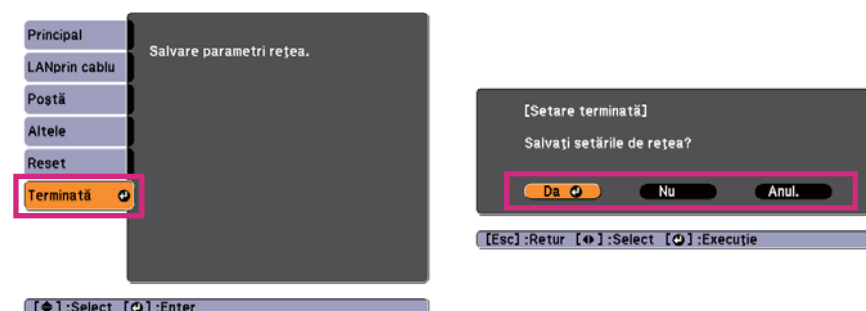 Principal
LANprin cablu
Poştă
Altele
Reset
Terminată
Salvare parametri reţea.
[ ]:Select [ ]:Enter
[Setare terminată]
Salvaţi setările de reţea?
Da Nu Anul.
[Esc] :Retur [ ] :Select [ ] :Execuţie